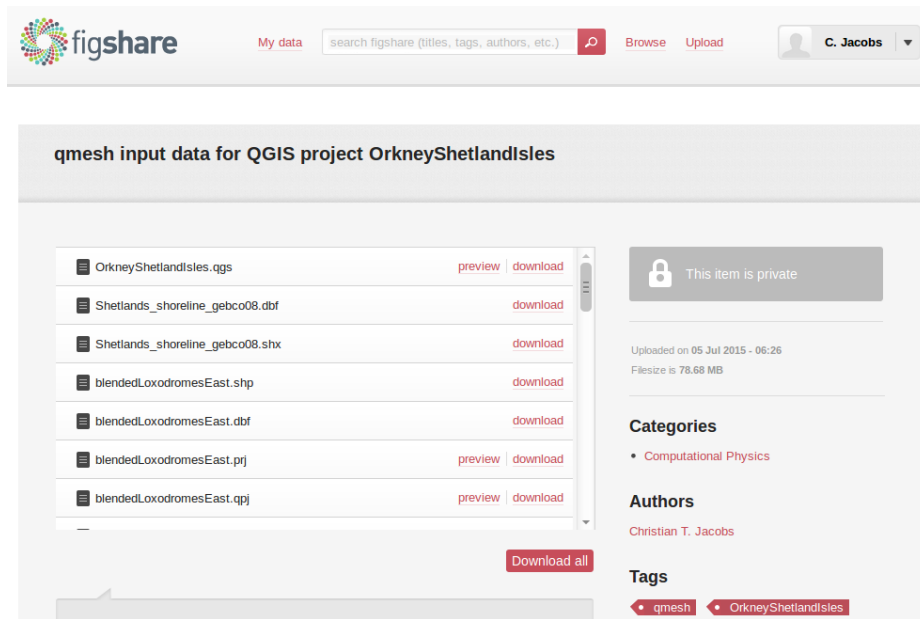 figshare
My data
search figshare (titles, tags, authors, etc.)
Browse
Upload
C. Jacobs
qmesh input data for QGIS project OrkneyShetlandIsles
OrkneyShetlandIsles.qgs preview download
Shetlands_shoreline_gebco08.dbf download
Shetlands_shoreline_gebco08.shx download
blendedLoxodromesEast.shp download
blendedLoxodromesEast.dbf download
blendedLoxodromesEast.prj preview download
blendedLoxodromesEast.qpj preview download
Download all
This item is private
Uploaded on 05 Jul 2015 - 06:26
Filesize is 78.68 MB
Categories
• Computational Physics
Authors
Christian T. Jacobs
Tags
qmesh
OrkneyShetlandIsles